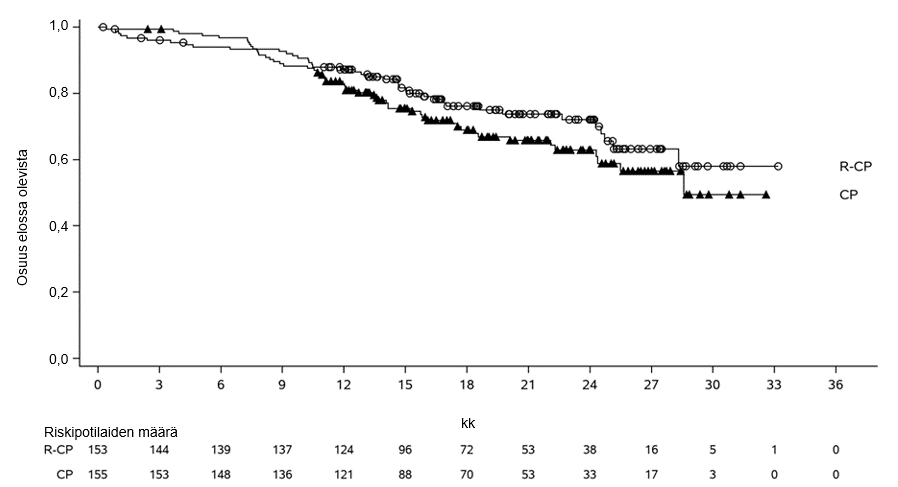 1,0
0,8
0,6
0,4
0,2
0,0
Osuus elossa olevista
R-CP
CP
0 3 6 9 12 15 18 21 24 27 30 33 36
kk
Riskipotilaiden määrä
R-CP 153 144 139 137 124 96 72 53 38 16 5 1 0
CP 155 153 148 136 121 88 70 53 33 17 3 0 0